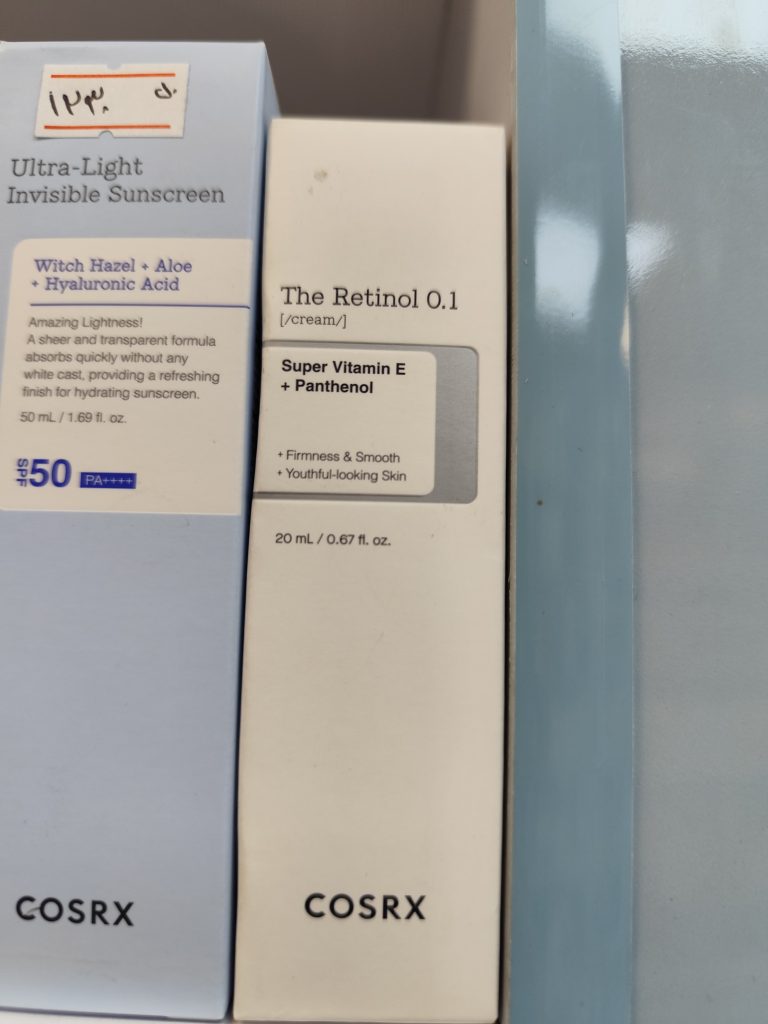 ۱۲۳۰
Ultra-Light
Invisible Sunscreen
Witch Hazel + Aloe
+ Hyaluronic Acid
Amazing Lightness!
A sheer and transparent formula
absorbs quickly without any
white cast, providing a refreshing
finish for hydrating sunscreen.
50 mL / 1.69 fl. oz.
SPF 50 PA++++
COSRX
The Retinol 0.1
[/cream/]
Super Vitamin E
+ Panthenol
+ Firmness & Smooth
+ Youthful-looking Skin
20 mL / 0.67 fl. oz.
COSRX